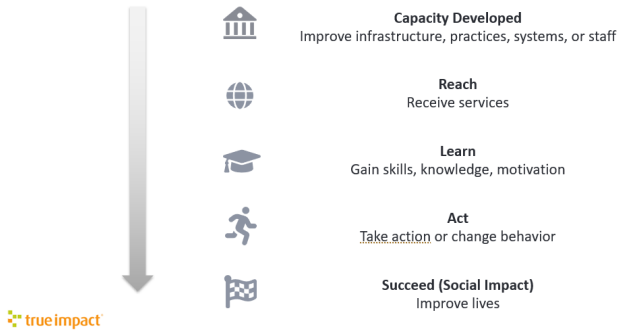 Capacity Developed
Improve infrastructure, practices, systems, or staff
Reach
Receive services
Learn
Gain skills, knowledge, motivation
Act
Take action or change behavior
Succeed (Social Impact)
Improve lives
true impact